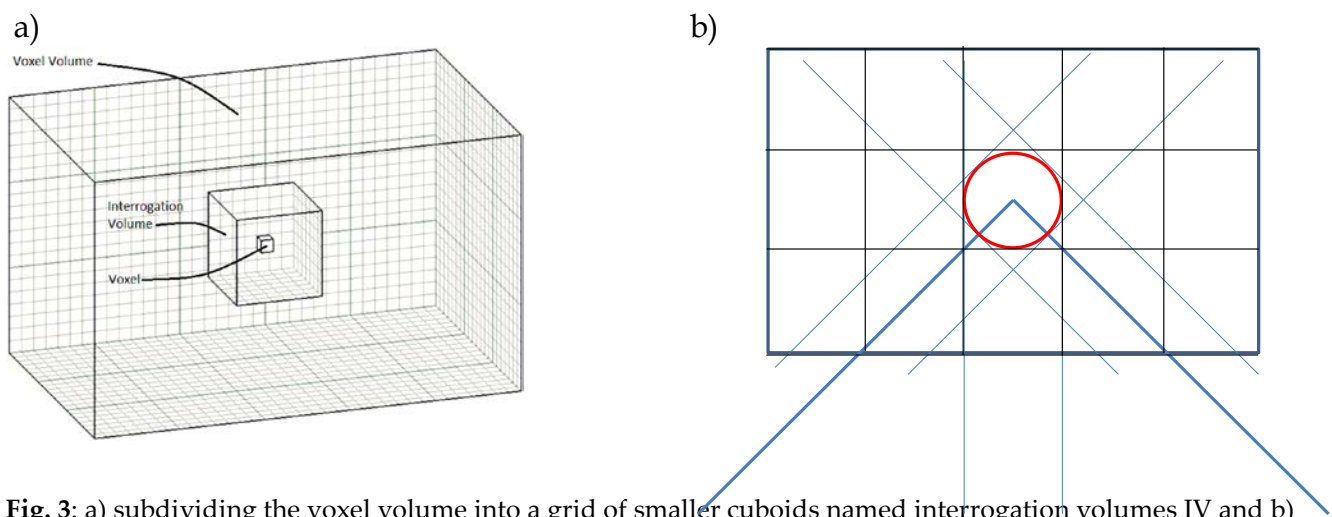 a)
b)
Voxel Volume
Interrogation
Volume
Voxel
Fig. 3: a) subdividing the voxel volume into a grid of smaller cuboids named interrogation volumes IV and b)